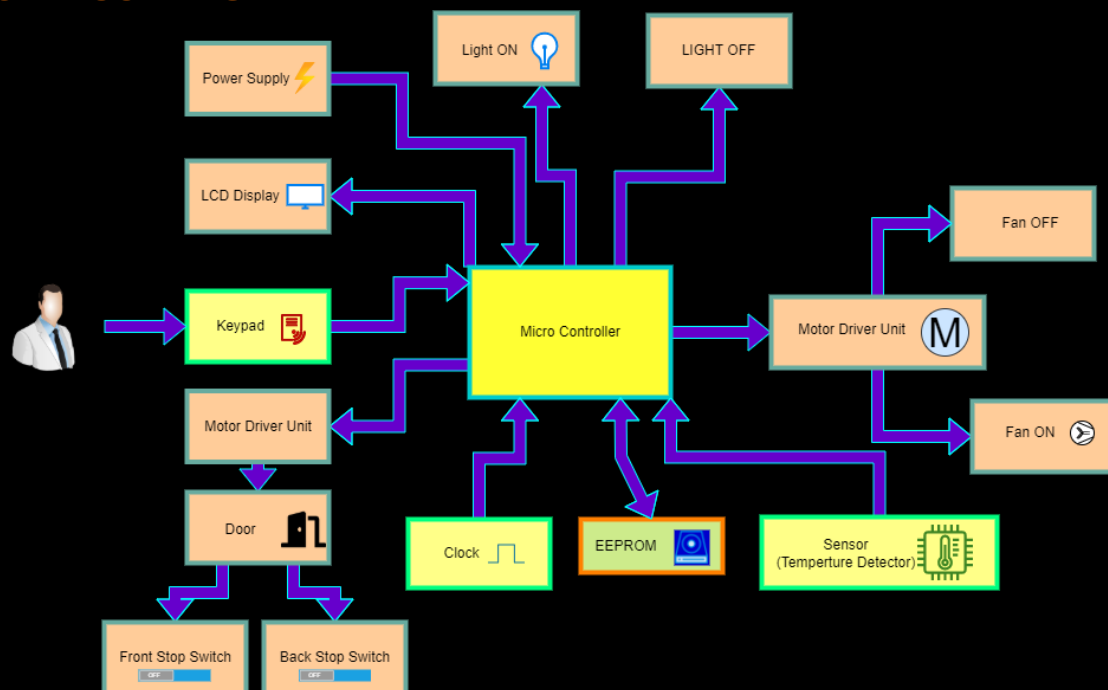 Light ON
LIGHT OFF
Power Supply
LCD Display
Fan OFF
Keypad
Micro Controller
Motor Driver Unit
M
Motor Driver Unit
Fan ON
Door
Clock
EEPROM
Sensor
(Temperture Detector)
Front Stop Switch
OFF
Back Stop Switch
OFF